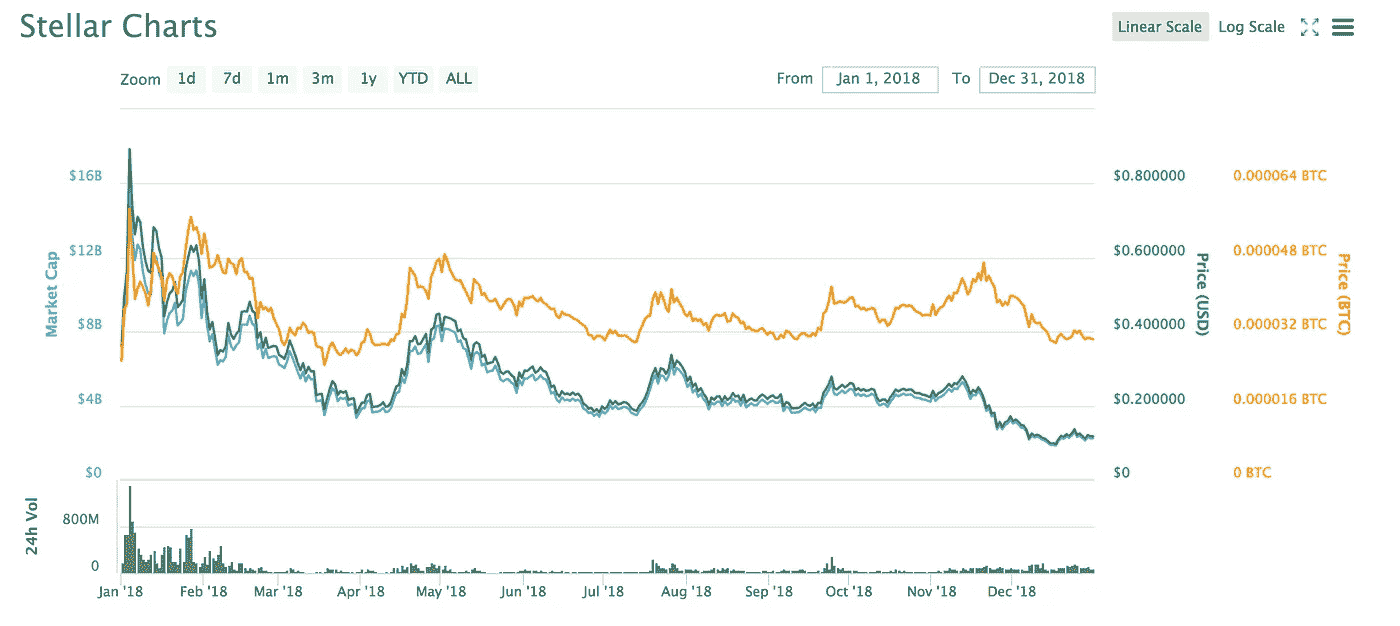 Stellar Charts
Linear Scale Log Scale
Zoom 1d 7d 1m 3m 1y YTD ALL
From Jan 1, 2018 To Dec 31, 2018
$16B $0.800000 0.000064 BTC
$12B $0.600000 0.000048 BTC
Market Cap Price (USD) Price (BTC)
$8B $0.400000 0.000032 BTC
$4B $0.200000 0.000016 BTC
$0 $0 0 BTC
24h Vol
800M
0
Jan '18 Feb '18 Mar '18 Apr '18 May '18 Jun '18 Jul '18 Aug '18 Sep '18 Oct '18 Nov '18 Dec '18